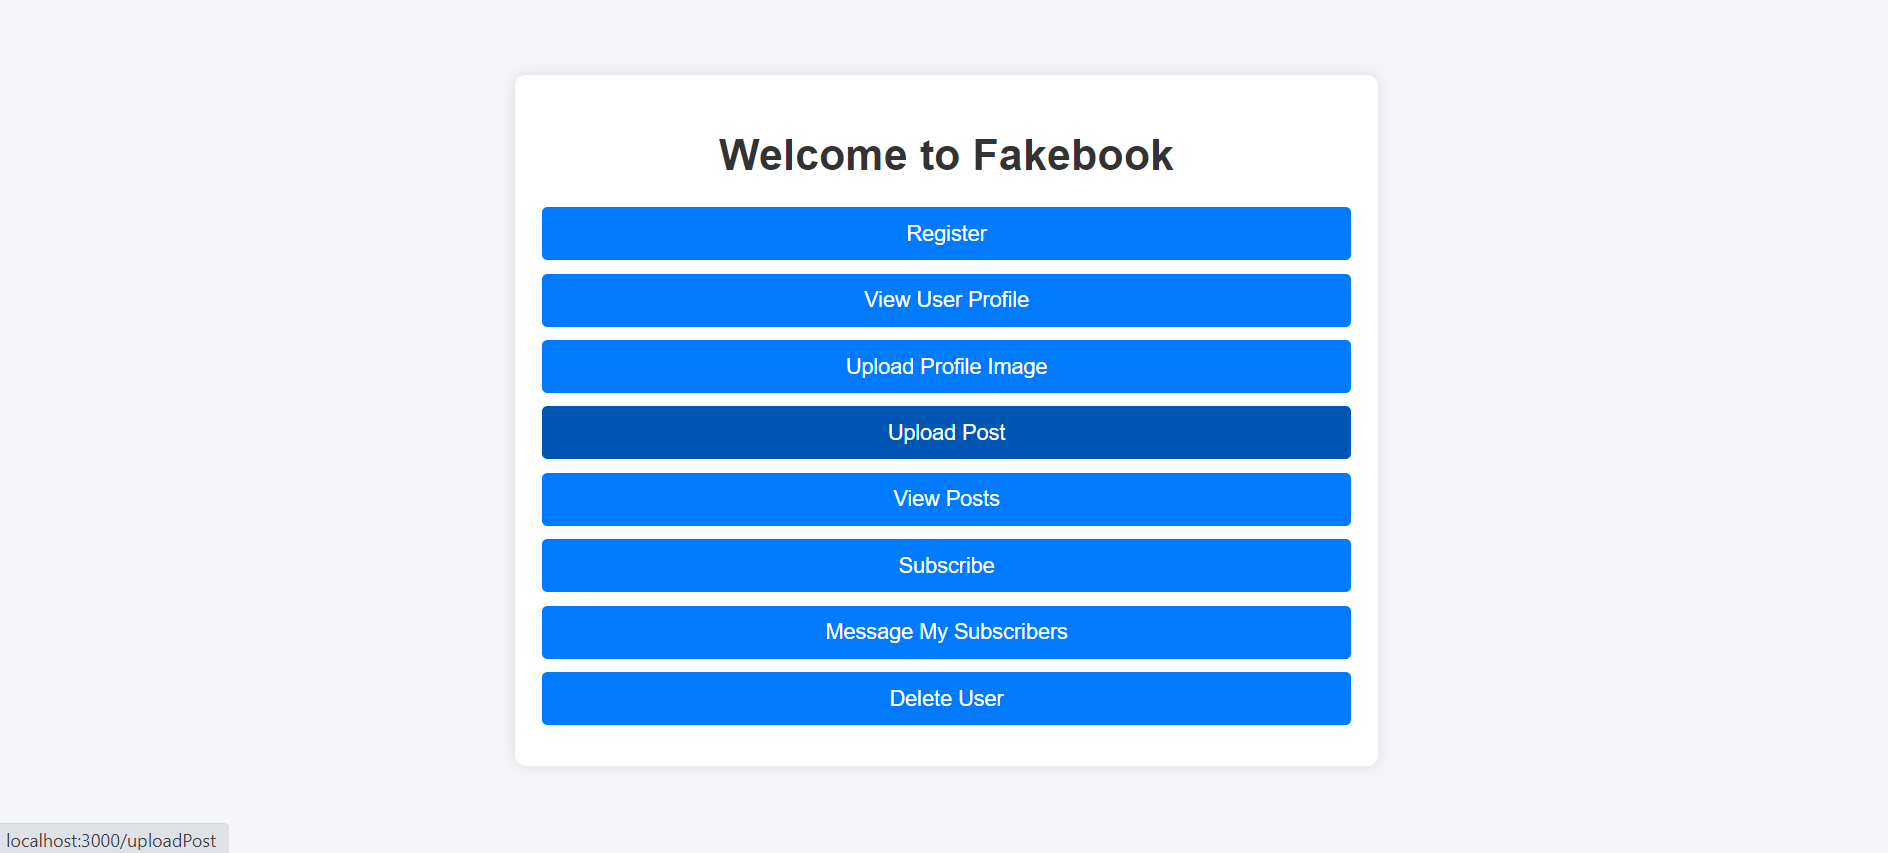 Welcome to Fakebook
Register
View User Profile
Upload Profile Image
Upload Post
View Posts
Subscribe
Message My Subscribers
Delete User
localhost:3000/uploadPost